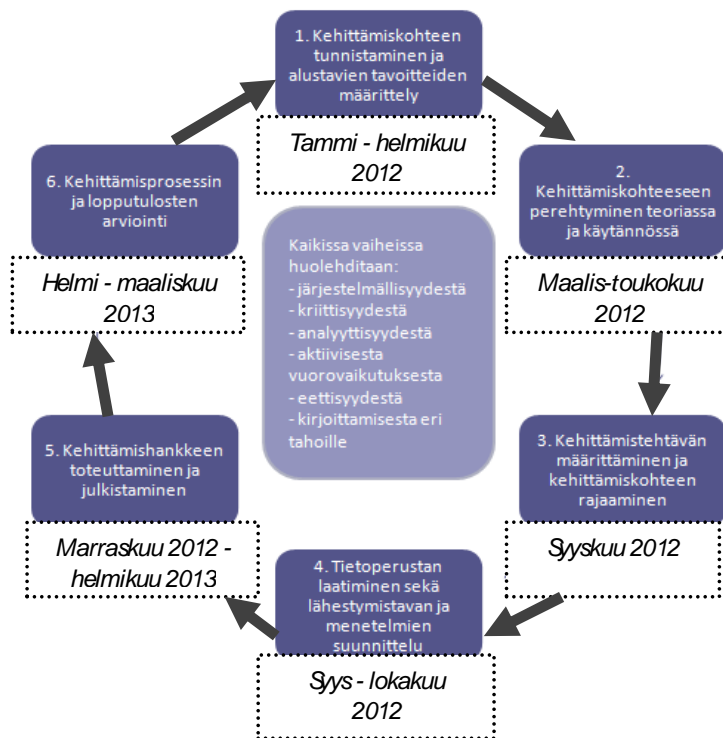 1. Kehittämiskohteen
tunnistaminen ja
alustavien tavoitteiden
määrittely
Tammi - helmikuu
2012
2.
Kehittämiskohteeseen
perehtyminen teoriassa
ja käytännössä
Maalis-toukokuu
2012
3. Kehittämistehtävän
määrittäminen ja
kehittämiskohteen
rajaaminen
Syyskuu 2012
4. Tietoperustan
laatiminen sekä
lähestymistavan ja
menetelmien
suunnittelu
Syys - lokakuu
2012
5. Kehittämishankkeen
toteuttaminen ja
julkistaminen
Marraskuu 2012 -
helmikuu 2013
6. Kehittämisprosessin
ja lopputulosten
arviointi
Helmi - maaliskuu
2013
Kaikissa vaiheissa
huolehditaan:
- järjestelmällisyydestä
- kriittisyydestä
- analyyttisyydestä
- aktiivisesta
vuorovaikutuksesta
- eettisyydestä
- kirjoittamisesta eri
tahoille